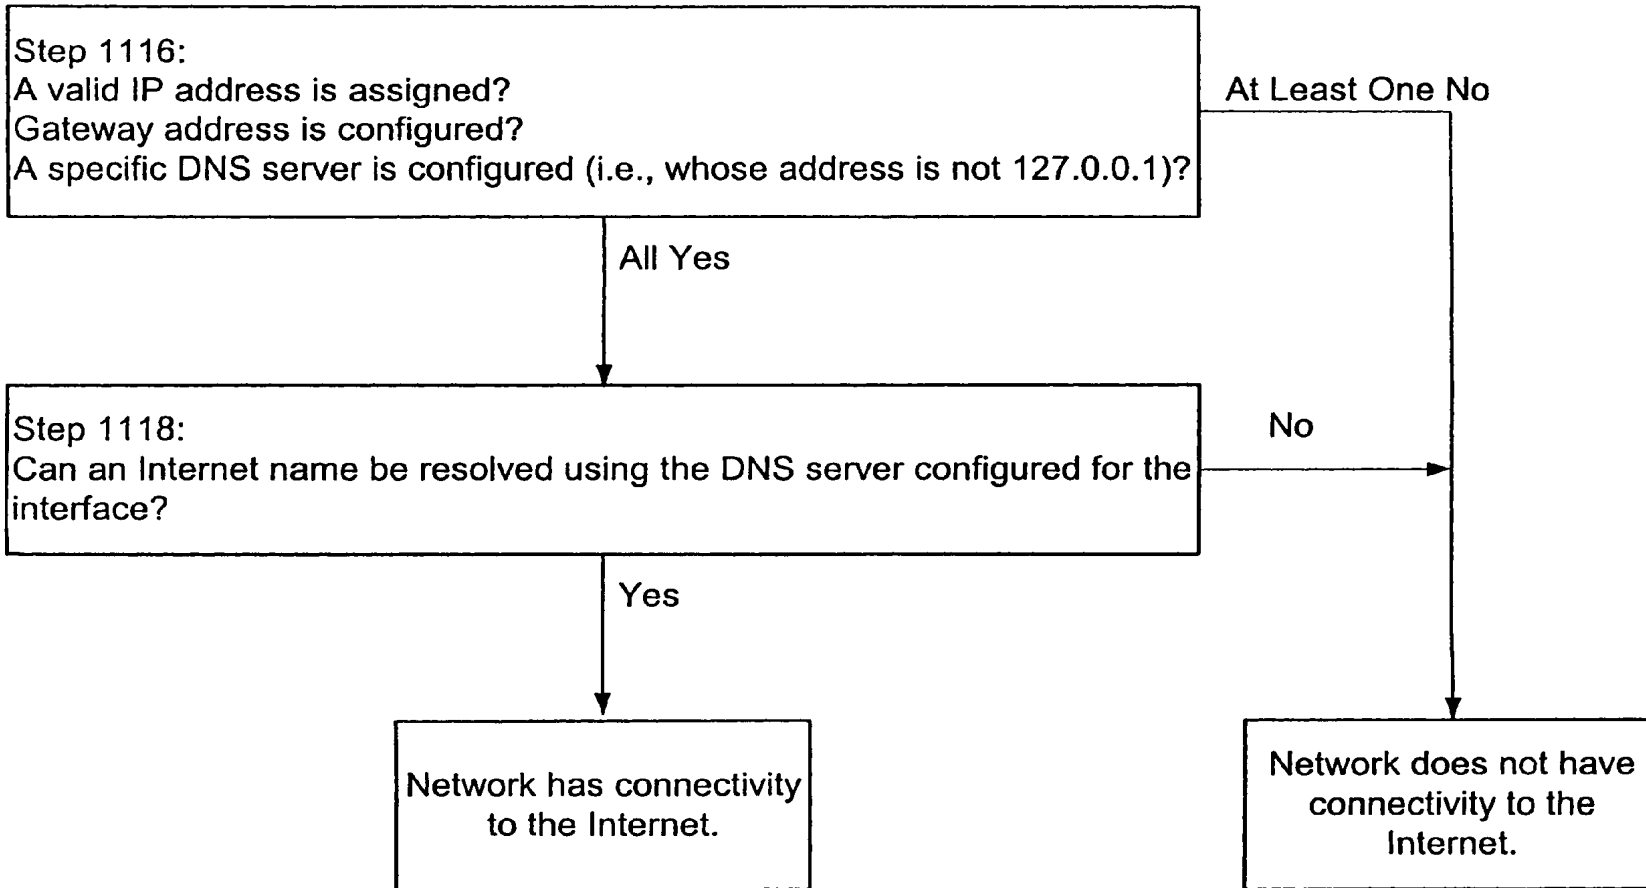 Step 1116:
A valid IP address is assigned?
Gateway address is configured?
A specific DNS server is configured (i.e., whose address is not 127.0.0.1)?
At Least One No
All Yes
Step 1118:
Can an Internet name be resolved using the DNS server configured for the
interface?
No
Yes
Network has connectivity
to the Internet.
Network does not have
connectivity to the
Internet.